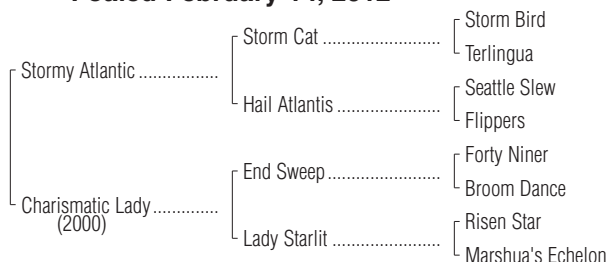 Foaled February 2012
Storm Bird
Storm Cat ........................
Terlingua
Stormy Atlantic ................
Seattle Slew
Hail Atlantis .....................
Flippers
Forty Niner
End Sweep .......................
Broom Dance
Charismatic Lady .............
(2000)
Risen Star
Lady Starlit ......................
Marshua's Echelon